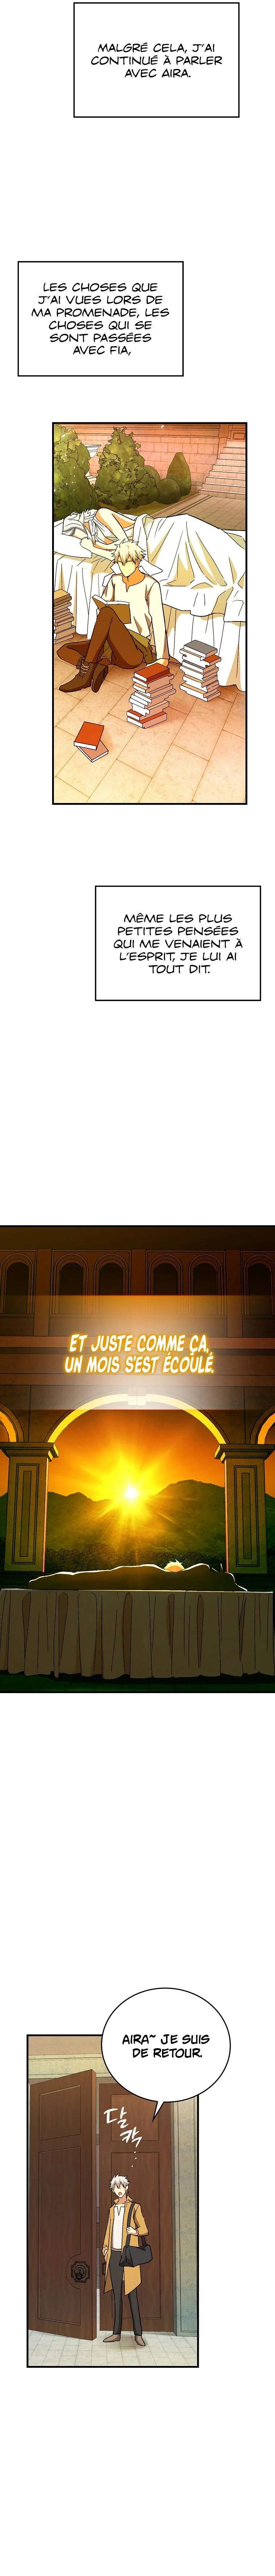 MALGRÉ CELA, J'AI
CONTINUÉ À PARLER
AVEC AIRA.
LES CHOSES QUE
J'AI VUES LORS DE
MA PROMENADE, LES
CHOSES QUI SE
SONT PASSÉES
AVEC FIA,
MÊME LES PLUS
PETITES PENSÉES
QUI ME VENAIENT À
L'ESPRIT, JE LUI AI
TOUT DIT.
ET JUSTE COMME ÇA,
UN MOIS S'EST ÉCOULÉ.
AIRA~ JE SUIS
DE RETOUR.
달
칵